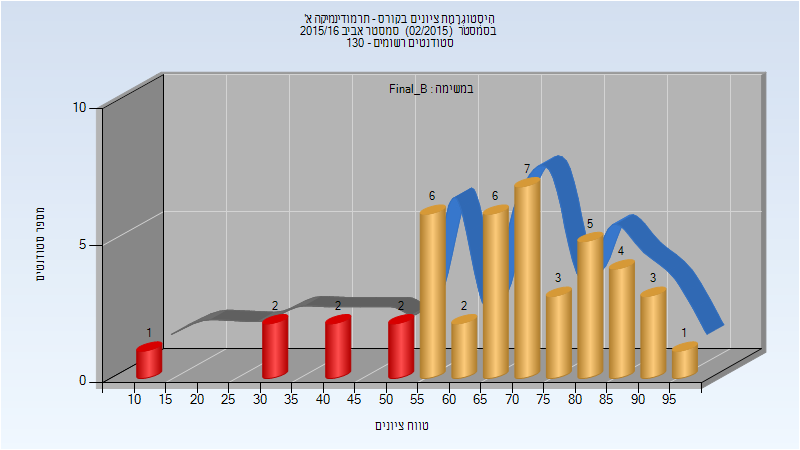 היסטוגרמת ציונים בקורס - תרמודינמיקה א'
בסמסטר (02/2015) סמסטר אביב 2015/16
סטודנטים רשומים - 130
במשימה : Final_B
מספר סטודנטים
10
5
0
1
2
2
2
6
2
6
7
3
5
4
3
1
10 15 20 25 30 35 40 45 50 55 60 65 70 75 80 85 90 95
טווח ציונים